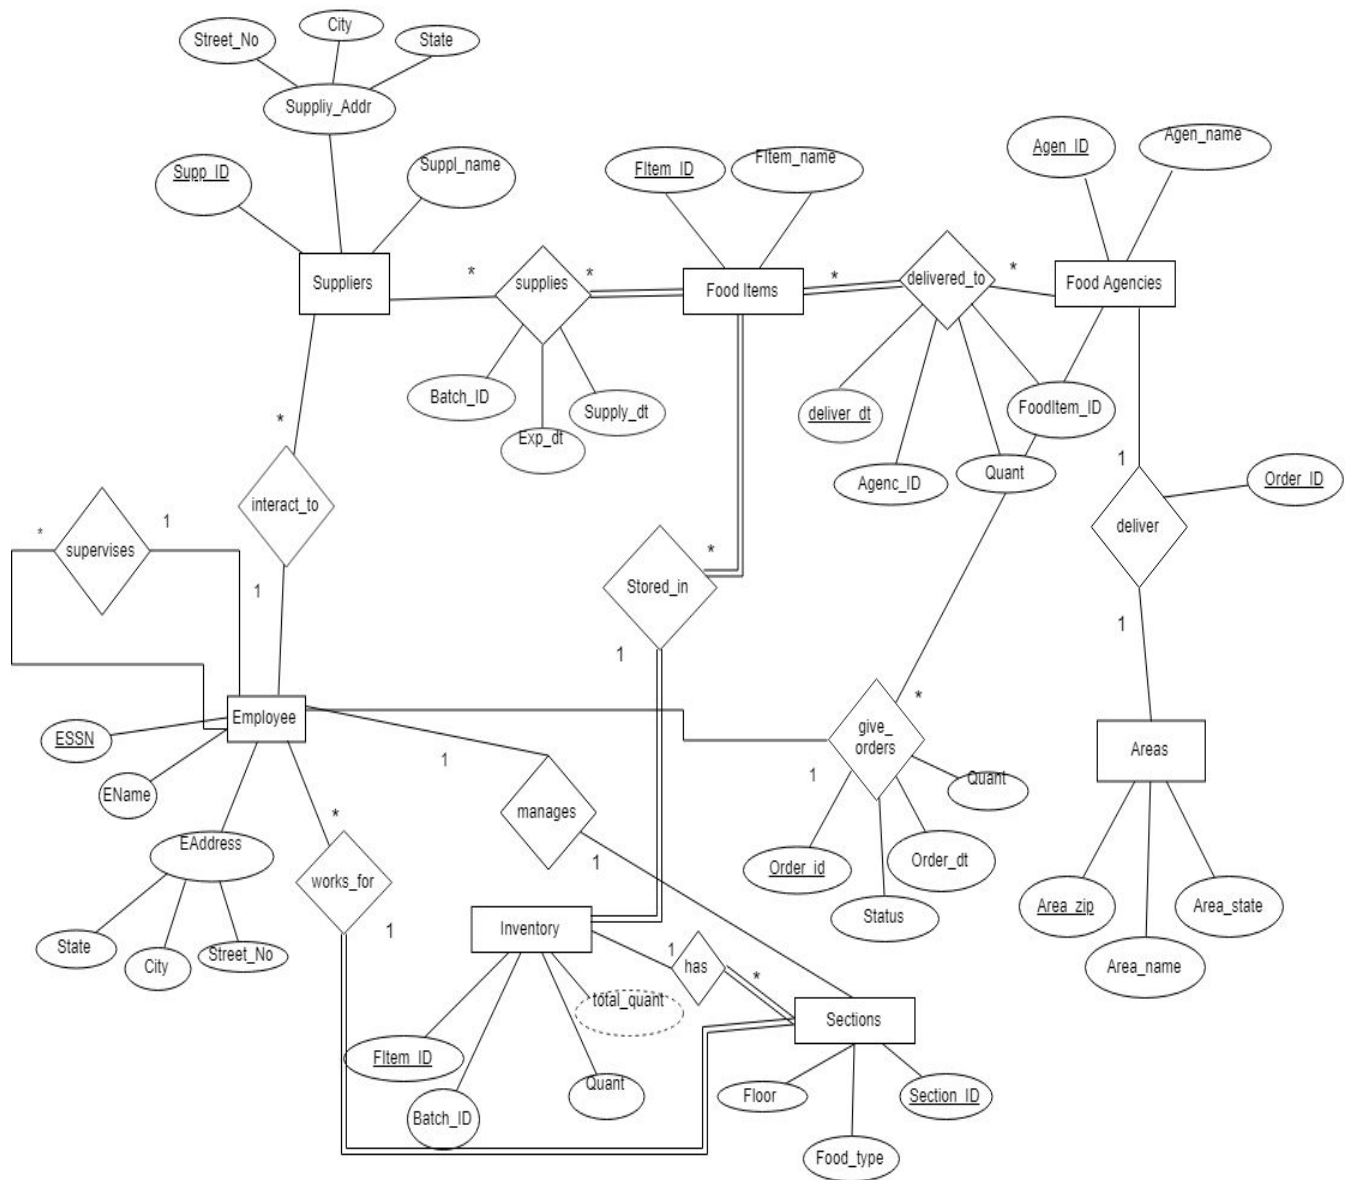 City
Street_No
State
Suppliy_Addr
Agen_ID
Agen_name
Supp_ID
Suppl_name
FItem_ID
FItem_name
Suppliers
*
supplies
*
Food Items
*
delivered_to
*
Food Agencies
Batch_ID
Exp_dt
Supply_dt
deliver_dt
Agenc_ID
Quant
FoodItem_ID
*
interact_to
1
*
supervises
1
1
Order_ID
deliver
1
*
Stored_in
1
Employee
ESSN
EName
EAddress
State
City
Street_No
*
works_for
1
1
manages
1
*
give_
orders
1
Quant
Order_id
Order_dt
Status
Areas
Area_zip
Area_state
Area_name
Inventory
1
has
*
total_quant
FItem_ID
Batch_ID
Quant
Sections
Floor
Section_ID
Food_type